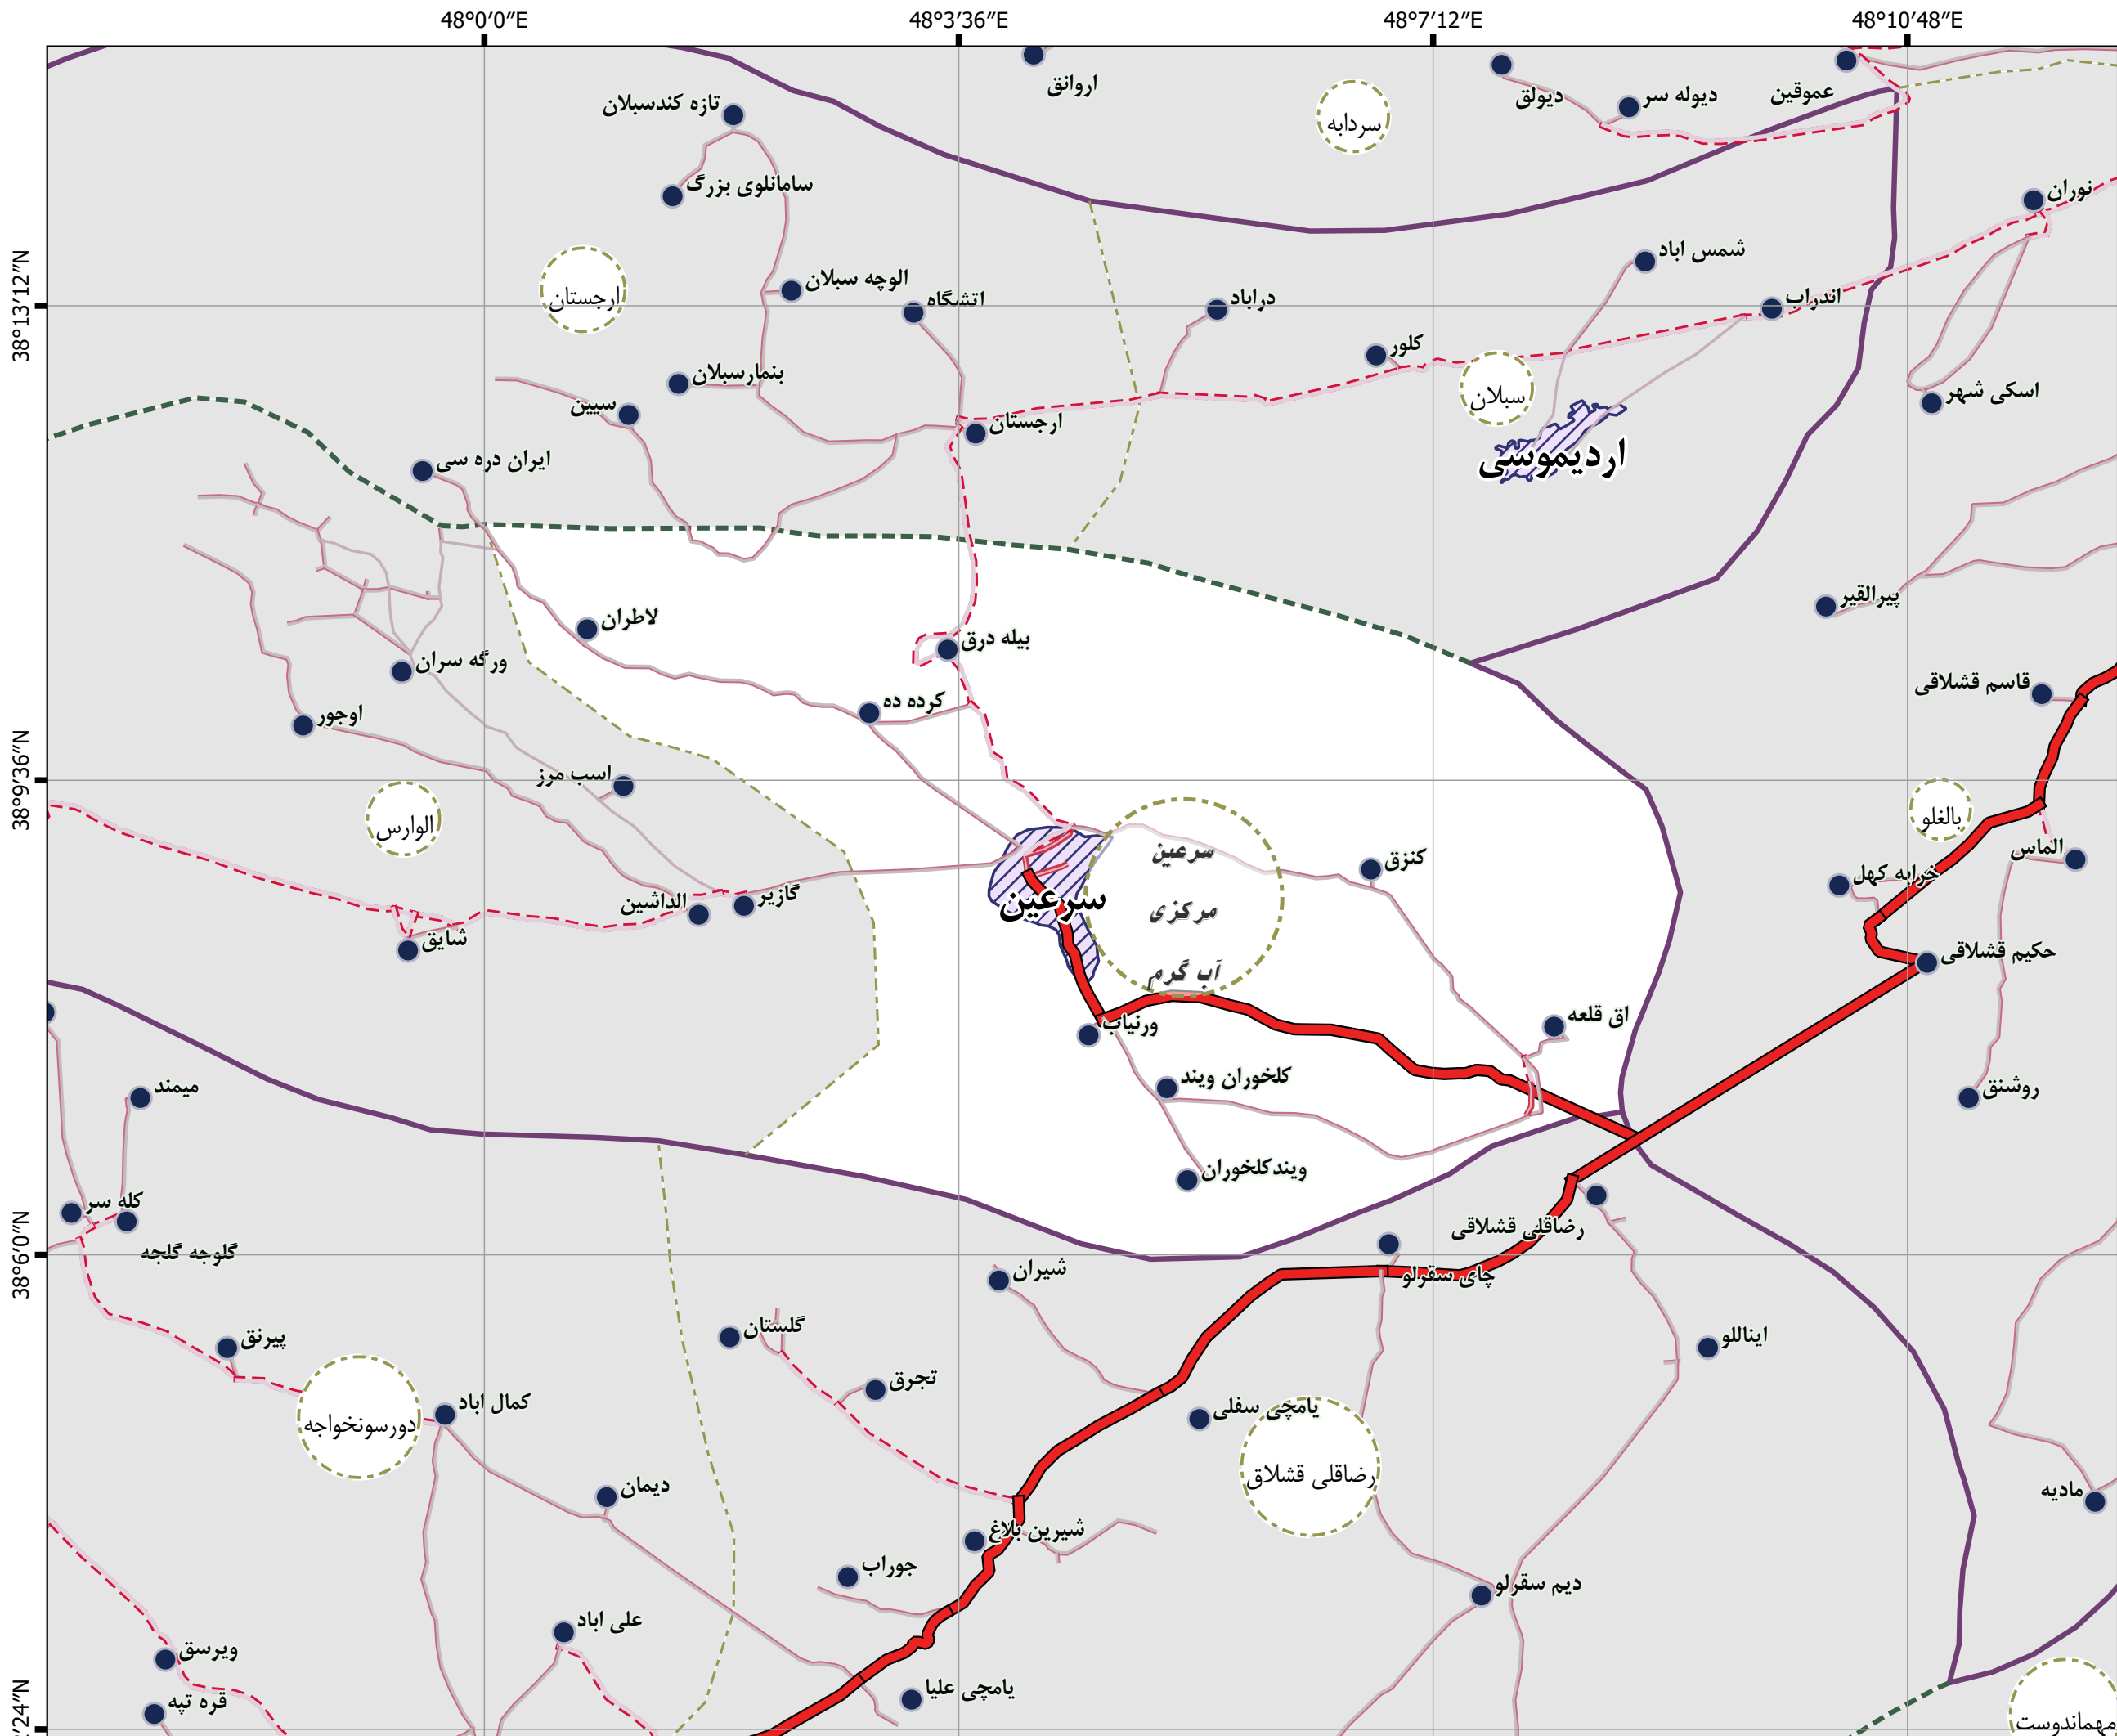 48°0′0″E
48°3′36″E
48°7′12″E
48°10′48″E
38°13′12″N
38°9′36″N
38°6′0″N
′24″N
اروانق
دیولق
دیوله سر
عموقین
تازه کندسبلان
سردابه
سامانلوی بزرگ
نوران
شمس اباد
الوچه سبلان
ارجستان
اتشگاه
دراباد
اندراب
کلور
بنمارسبلان
سبلان
اسکی شهر
سیین
ارجستان
اردیموسی
ایران دره سی
پیرالقیر
لاطران
بیله درق
ورگه سران
قاسم قشلاقی
کرده ده
اوجور
اسب مرز
الوارس
بالغلو
سرعین
مرکزی
آب گرم
کنزق
الماس
خرابه کهل
گازیر
الداشین
سرعین
شایق
حکیم قشلاقی
ورنیاب
اق قلعه
کلخوران ویند
روشنق
میمند
ویندکلخوران
کله سر
گلوجه گلجه
رضاقلی قشلاقی
شیران
چای سقرلو
گلستان
پیرنق
ایناللو
تجرق
کمال اباد
یامچی سفلی
دورسونخواجه
رضاقلی قشلاق
دیمان
مادیه
شیرین بلاغ
جوراب
دیم سقرلو
علی اباد
ویرسق
یامچی علیا
قره تپه
مهماندوست